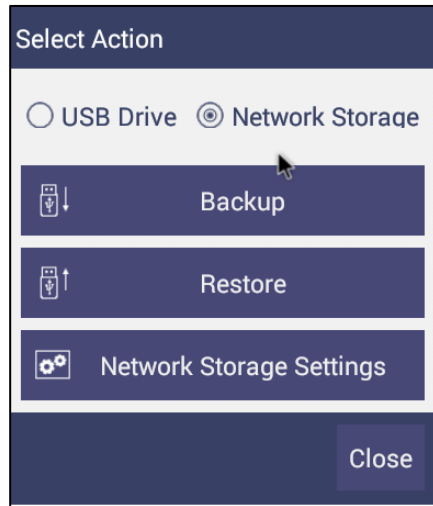 Select Action
USB Drive Network Storage
Backup
Restore
Network Storage Settings
Close